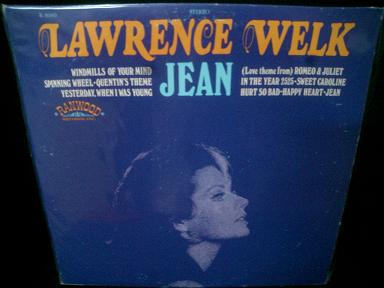 STEREO
LAWRENCE WELK
JEAN
WINDMILLS OF YOUR MIND
SPINNING WHEEL • QUENTIN'S THEME
YESTERDAY, WHEN I WAS YOUNG
(Love theme from) ROMEO & JULIET
IN THE YEAR 2525 • SWEET CAROLINE
HURT SO BAD • HAPPY HEART • JEAN
RANWOOD